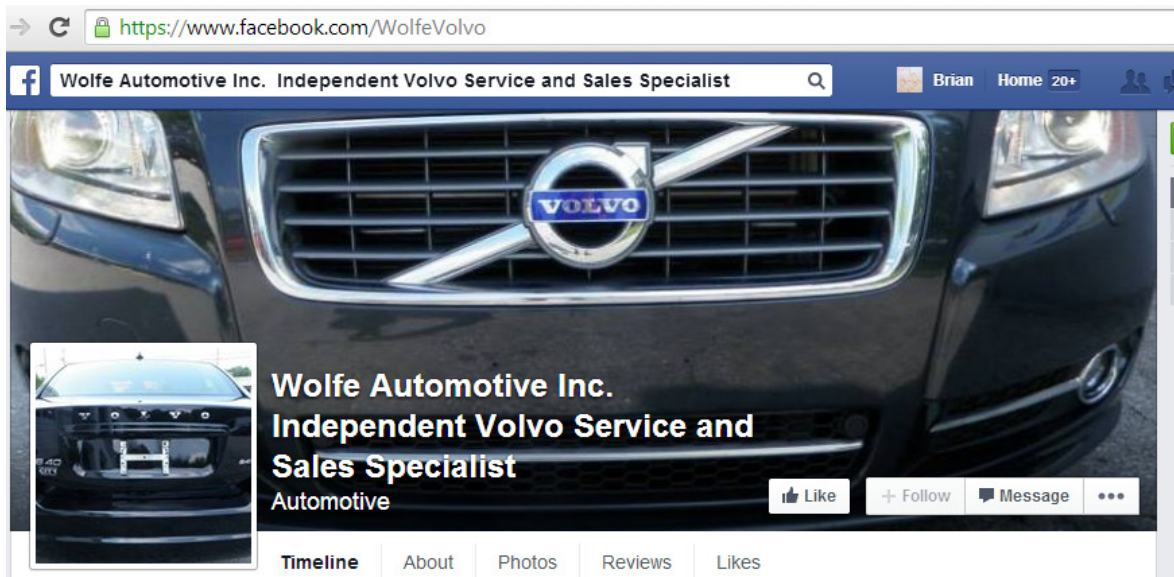 https://www.facebook.com/WolfeVolvo
f Wolfe Automotive Inc. Independent Volvo Service and Sales Specialist Brian Home 20+
VOLVO
VOLVO
Wolfe Automotive Inc.
Independent Volvo Service and
Sales Specialist
Automotive
Like + Follow Message
Timeline About Photos Reviews Likes